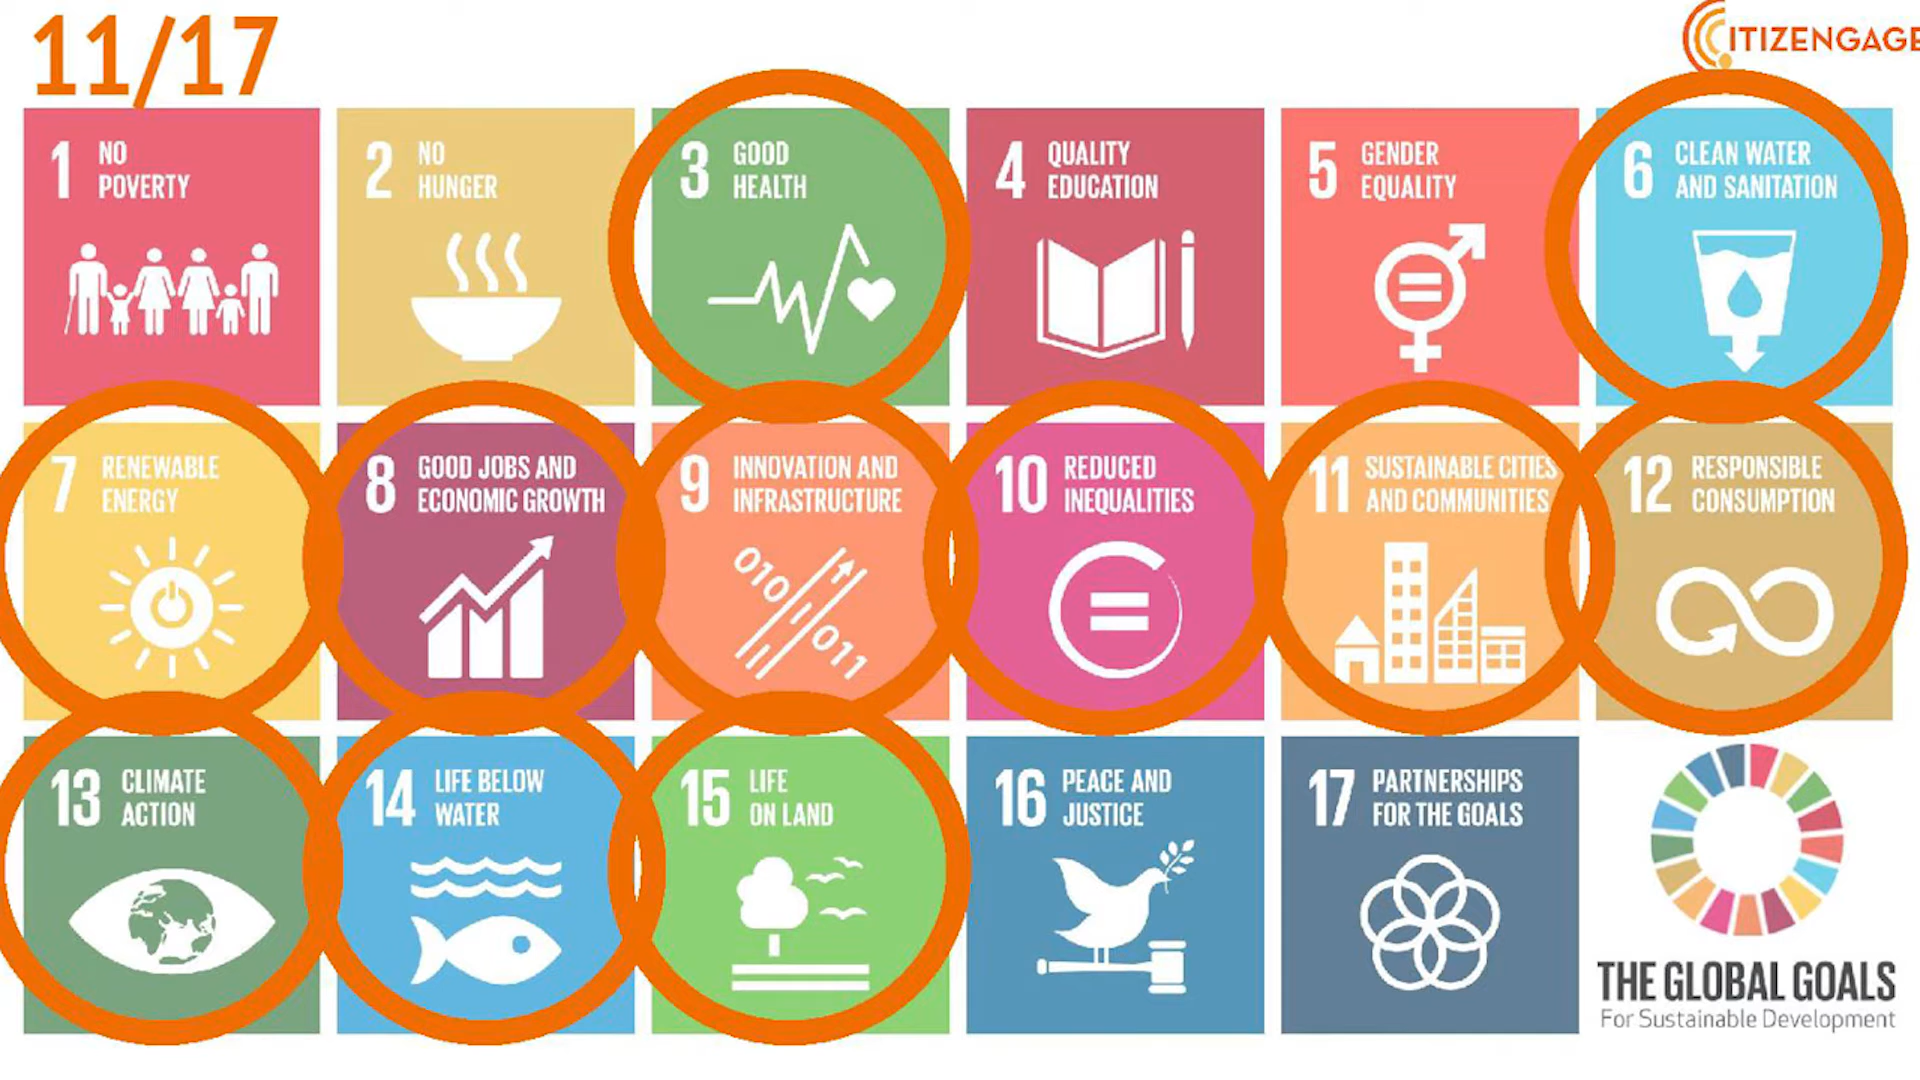 11/17
CITIZENGAGE
1 NO
POVERTY
2 NO
HUNGER
3 GOOD
HEALTH
4 QUALITY
EDUCATION
5 GENDER
EQUALITY
6 CLEAN WATER
AND SANITATION
7 RENEWABLE
ENERGY
8 GOOD JOBS AND
ECONOMIC GROWTH
9 INNOVATION AND
INFRASTRUCTURE
010
011
10 REDUCED
INEQUALITIES
11 SUSTAINABLE CITIES
AND COMMUNITIES
12 RESPONSIBLE
CONSUMPTION
13 CLIMATE
ACTION
14 LIFE BELOW
WATER
15 LIFE
ON LAND
16 PEACE AND
JUSTICE
17 PARTNERSHIPS
FOR THE GOALS
THE GLOBAL GOALS
For Sustainable Development